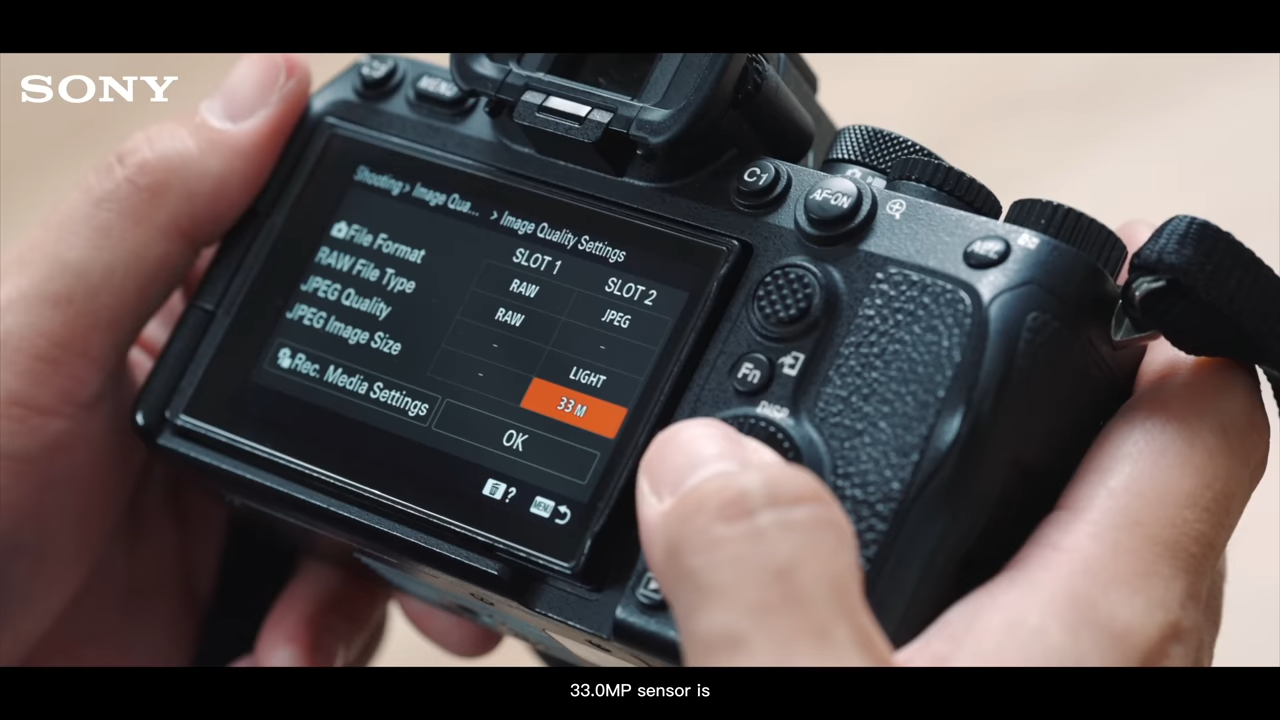 SONY
MENU
Shooting > Image Qua... > Image Quality Settings
SLOT 1 SLOT 2
File Format RAW JPEG
RAW File Type RAW -
JPEG Quality - LIGHT
JPEG Image Size - 33M
Rec. Media Settings
OK
? MENU
C1
AF-ON
AEL
Fn
DISP
33.0MP sensor is